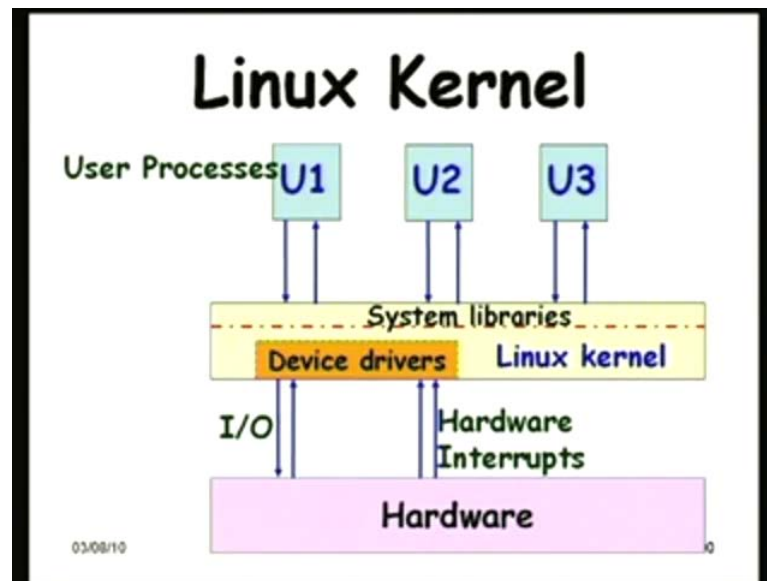 Linux Kernel
User Processes
U1
U2
U3
System libraries
Device drivers
Linux kernel
I/O
Hardware
Interrupts
Hardware
03/08/10